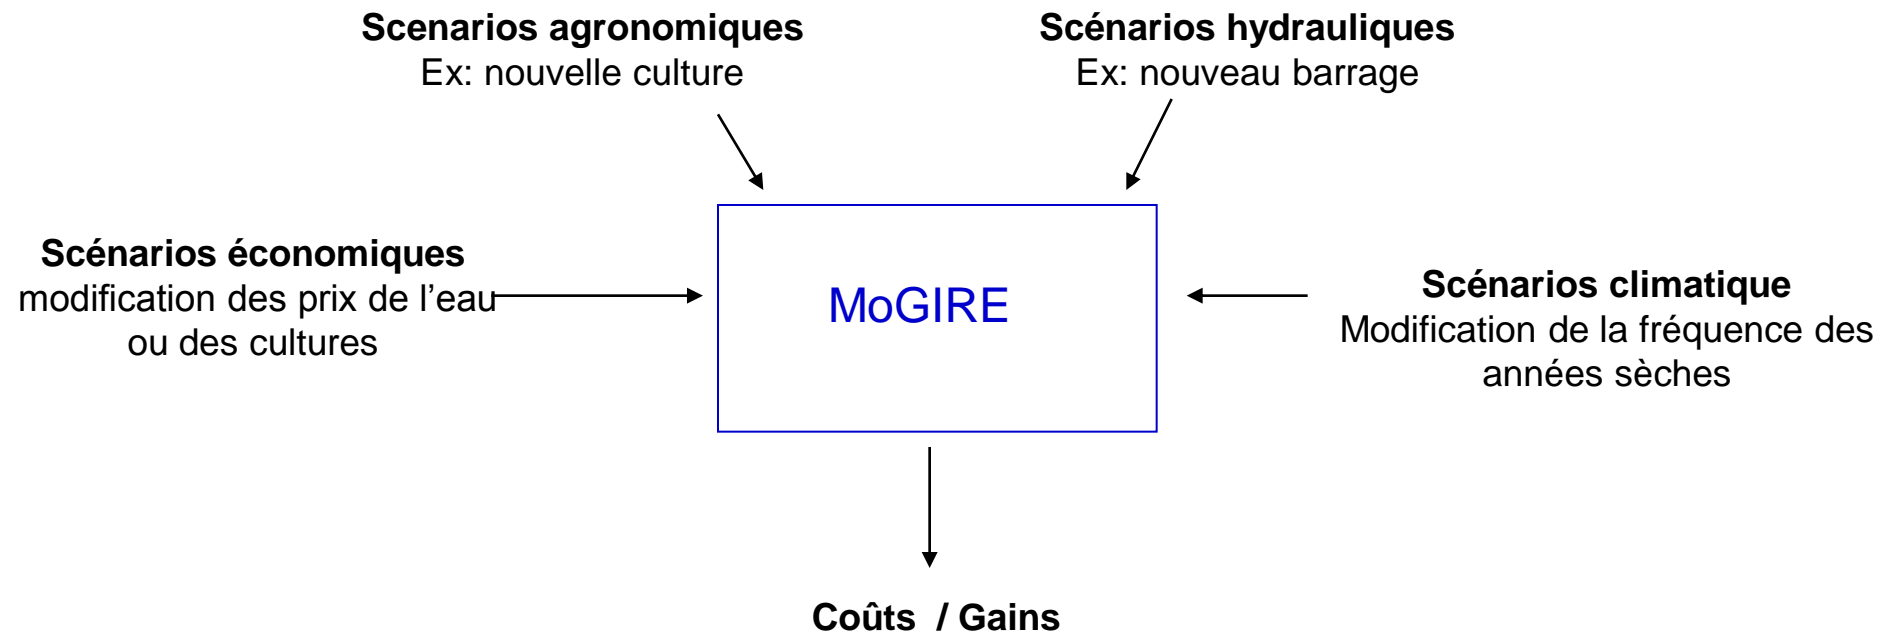 Scenarios agronomiques
Ex: nouvelle culture
Scénarios hydrauliques
Ex: nouveau barrage
Scénarios économiques
modification des prix de l’eau
ou des cultures
MoGIRE
Scénarios climatique
Modification de la fréquence des
années sèches
Coûts / Gains